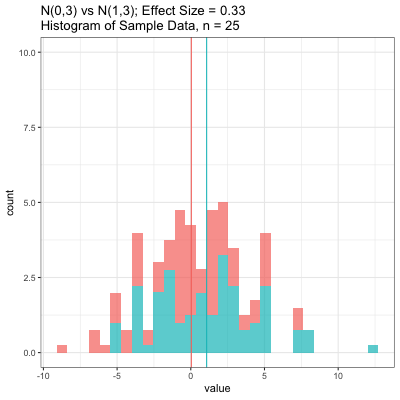 N(0,3) vs N(1,3); Effect Size = 0.33
Histogram of Sample Data, n = 25
10.0
7.5
5.0
2.5
0.0
count
-10 -5 0 5 10
value